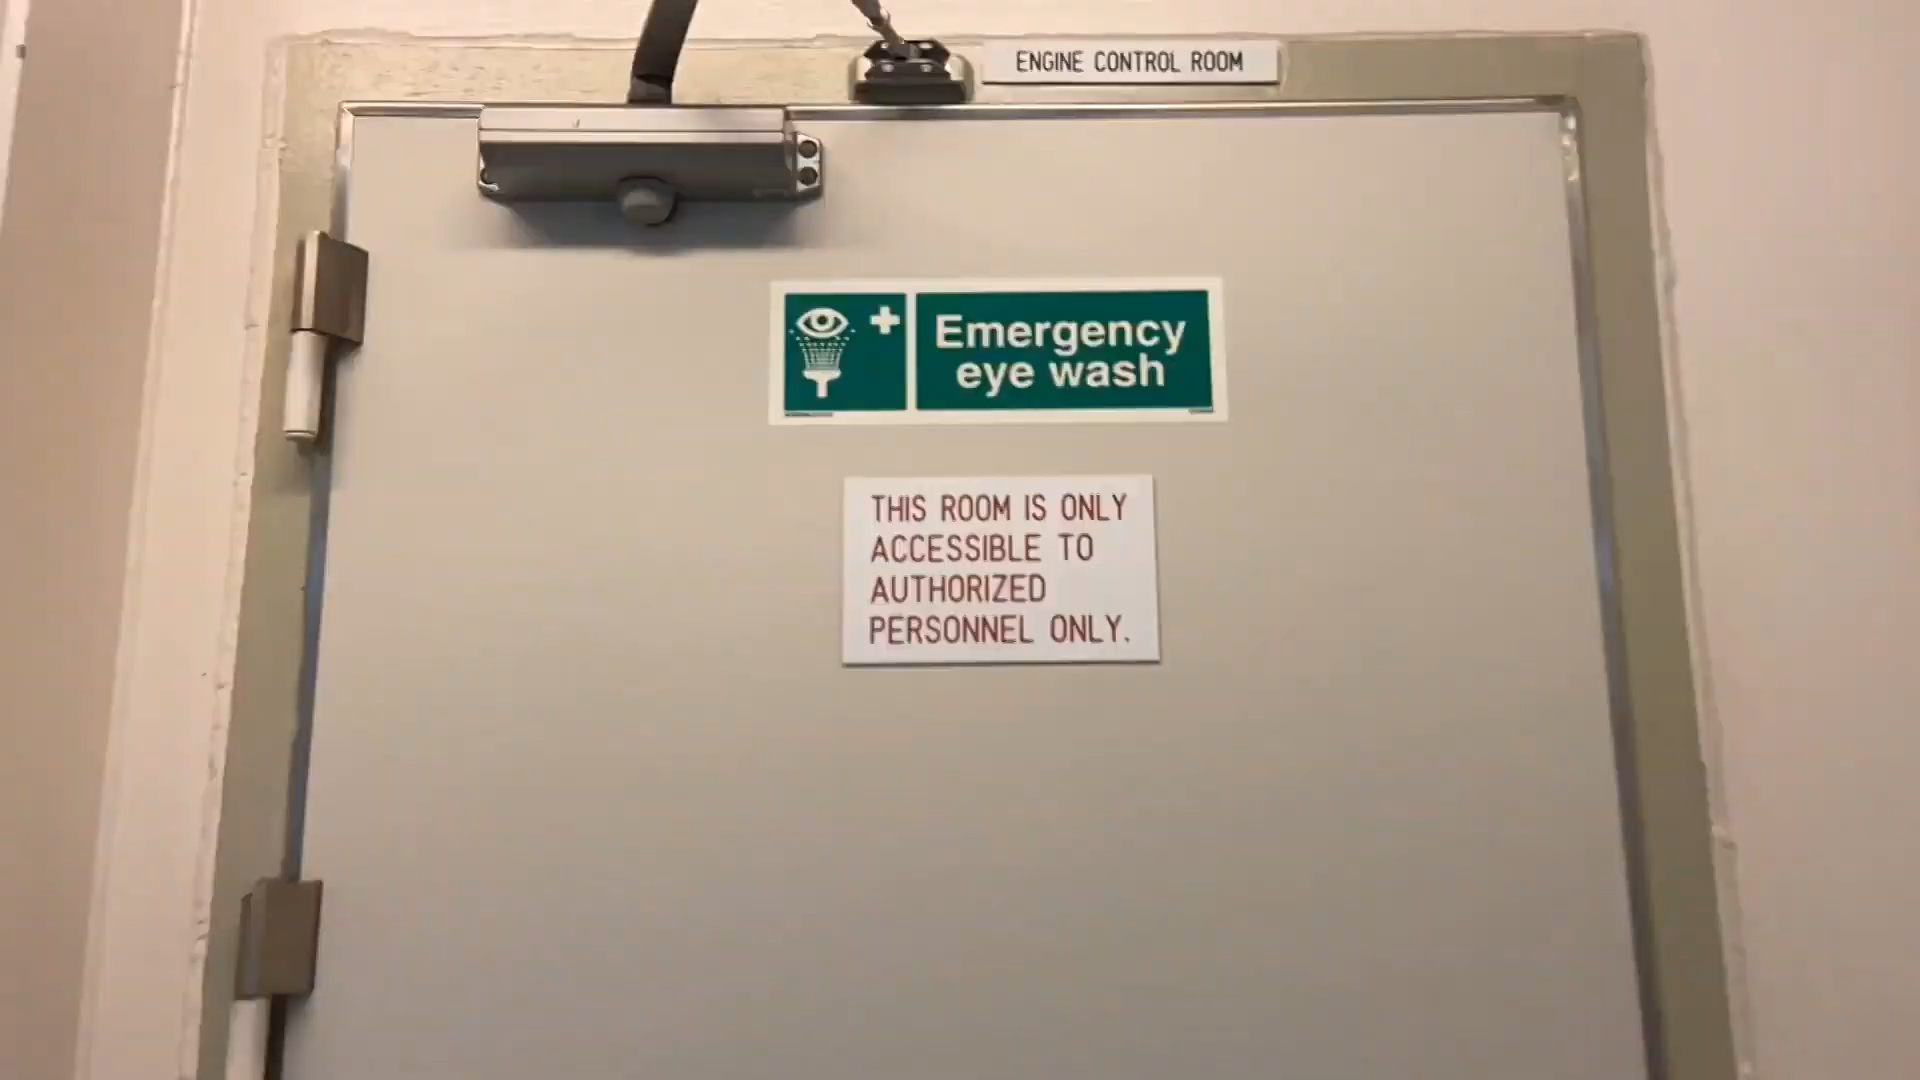 ENGINE CONTROL ROOM
Emergency
eye wash
THIS ROOM IS ONLY
ACCESSIBLE TO
AUTHORIZED
PERSONNEL ONLY.